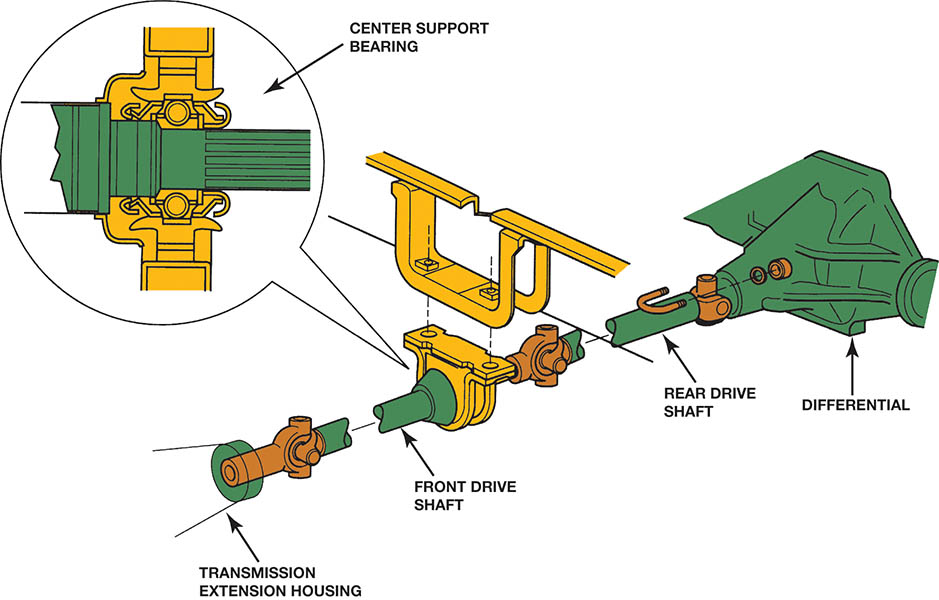 CENTER SUPPORT
BEARING
REAR DRIVE
SHAFT
DIFFERENTIAL
FRONT DRIVE
SHAFT
TRANSMISSION
EXTENSION HOUSING